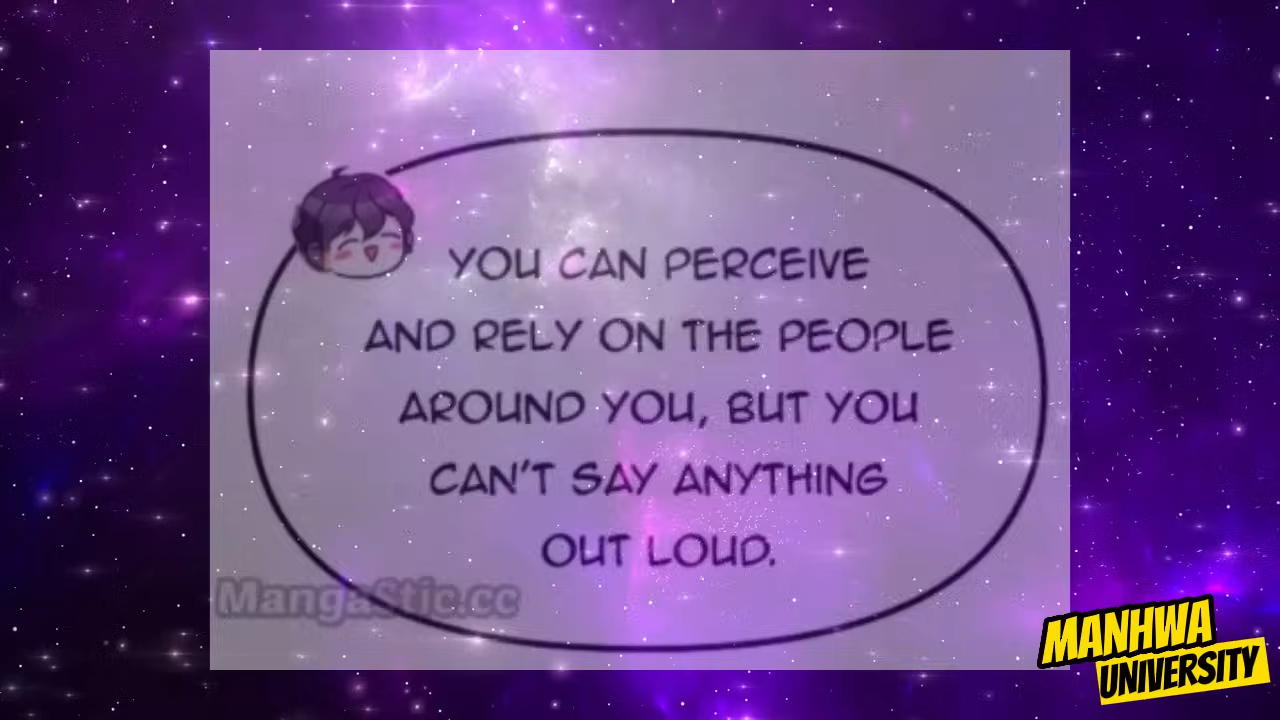 YOU CAN PERCEIVE
AND RELY ON THE PEOPLE
AROUND YOU, BUT YOU
CAN'T SAY ANYTHING
OUT LOUD.
MangaStic.cc
MANHWA
UNIVERSITY